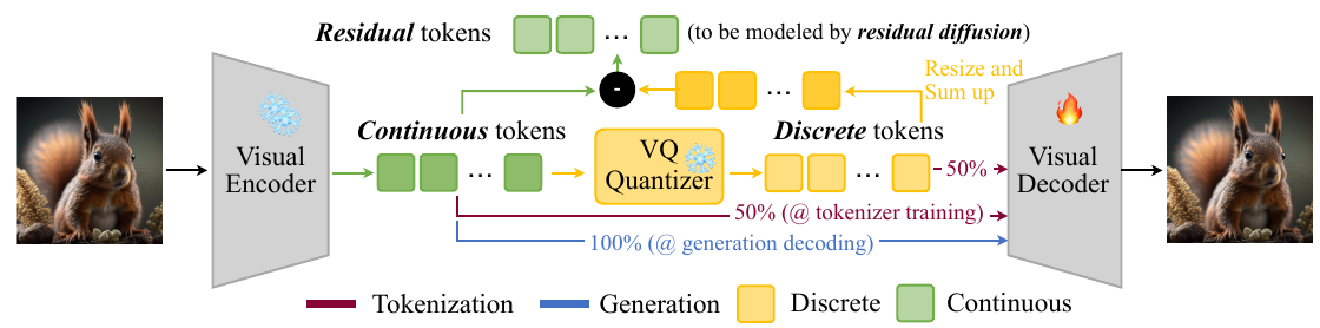 Residual tokens ... (to be modeled by residual diffusion)
Resize and
Sum up
-
...
Continuous tokens
Discrete tokens
Visual
Encoder
VQ
Quantizer
Visual
Decoder
...
...
50%
50% (@ tokenizer training)
100% (@ generation decoding)
Tokenization
Generation
Discrete
Continuous